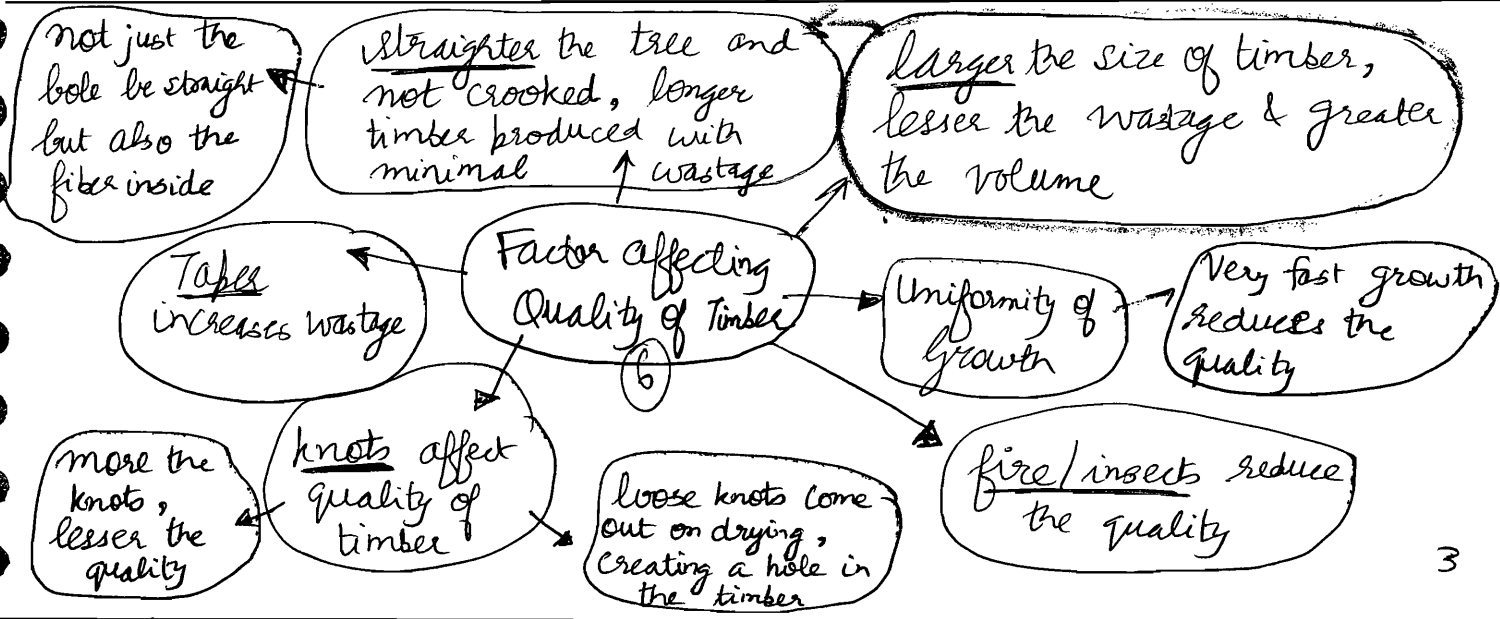 not just the
bole be straight
but also the
fiber inside
straighter the tree and
not crooked, longer
timber produced with
minimal wastage
larger the size of timber,
lesser the wastage & greater
the volume
Taper
increases wastage
Factor affecting
Quality of Timber
6
Uniformity of
Growth
Very fast growth
reduces the
quality
more the
knots,
lesser the
quality
knots affect
quality of
timber
loose knots come
out on drying,
creating a hole in
the timber
fire/insects reduce
the quality
3